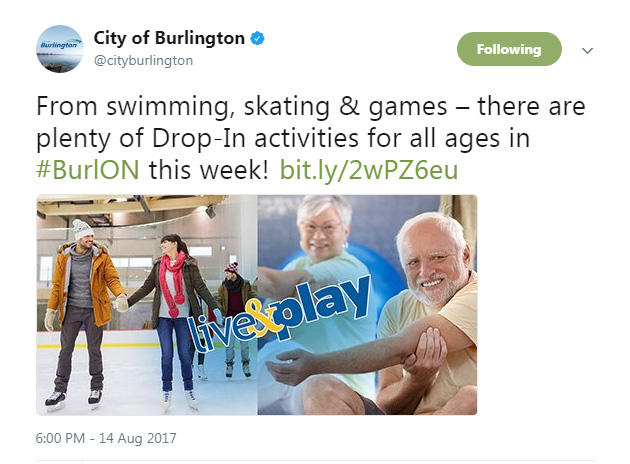 Burlington
City of Burlington
@cityburlington
Following
From swimming, skating & games – there are
plenty of Drop-In activities for all ages in
#BurlON this week! bit.ly/2wPZ6eu
live&play
6:00 PM - 14 Aug 2017